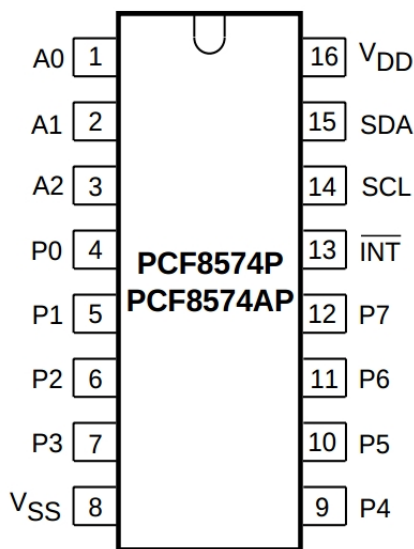 A0 1 16 VDD
A1 2 15 SDA
A2 3 14 SCL
P0 4 13 INT
PCF8574P
PCF8574AP
P1 5 12 P7
P2 6 11 P6
P3 7 10 P5
VSS 8 9 P4